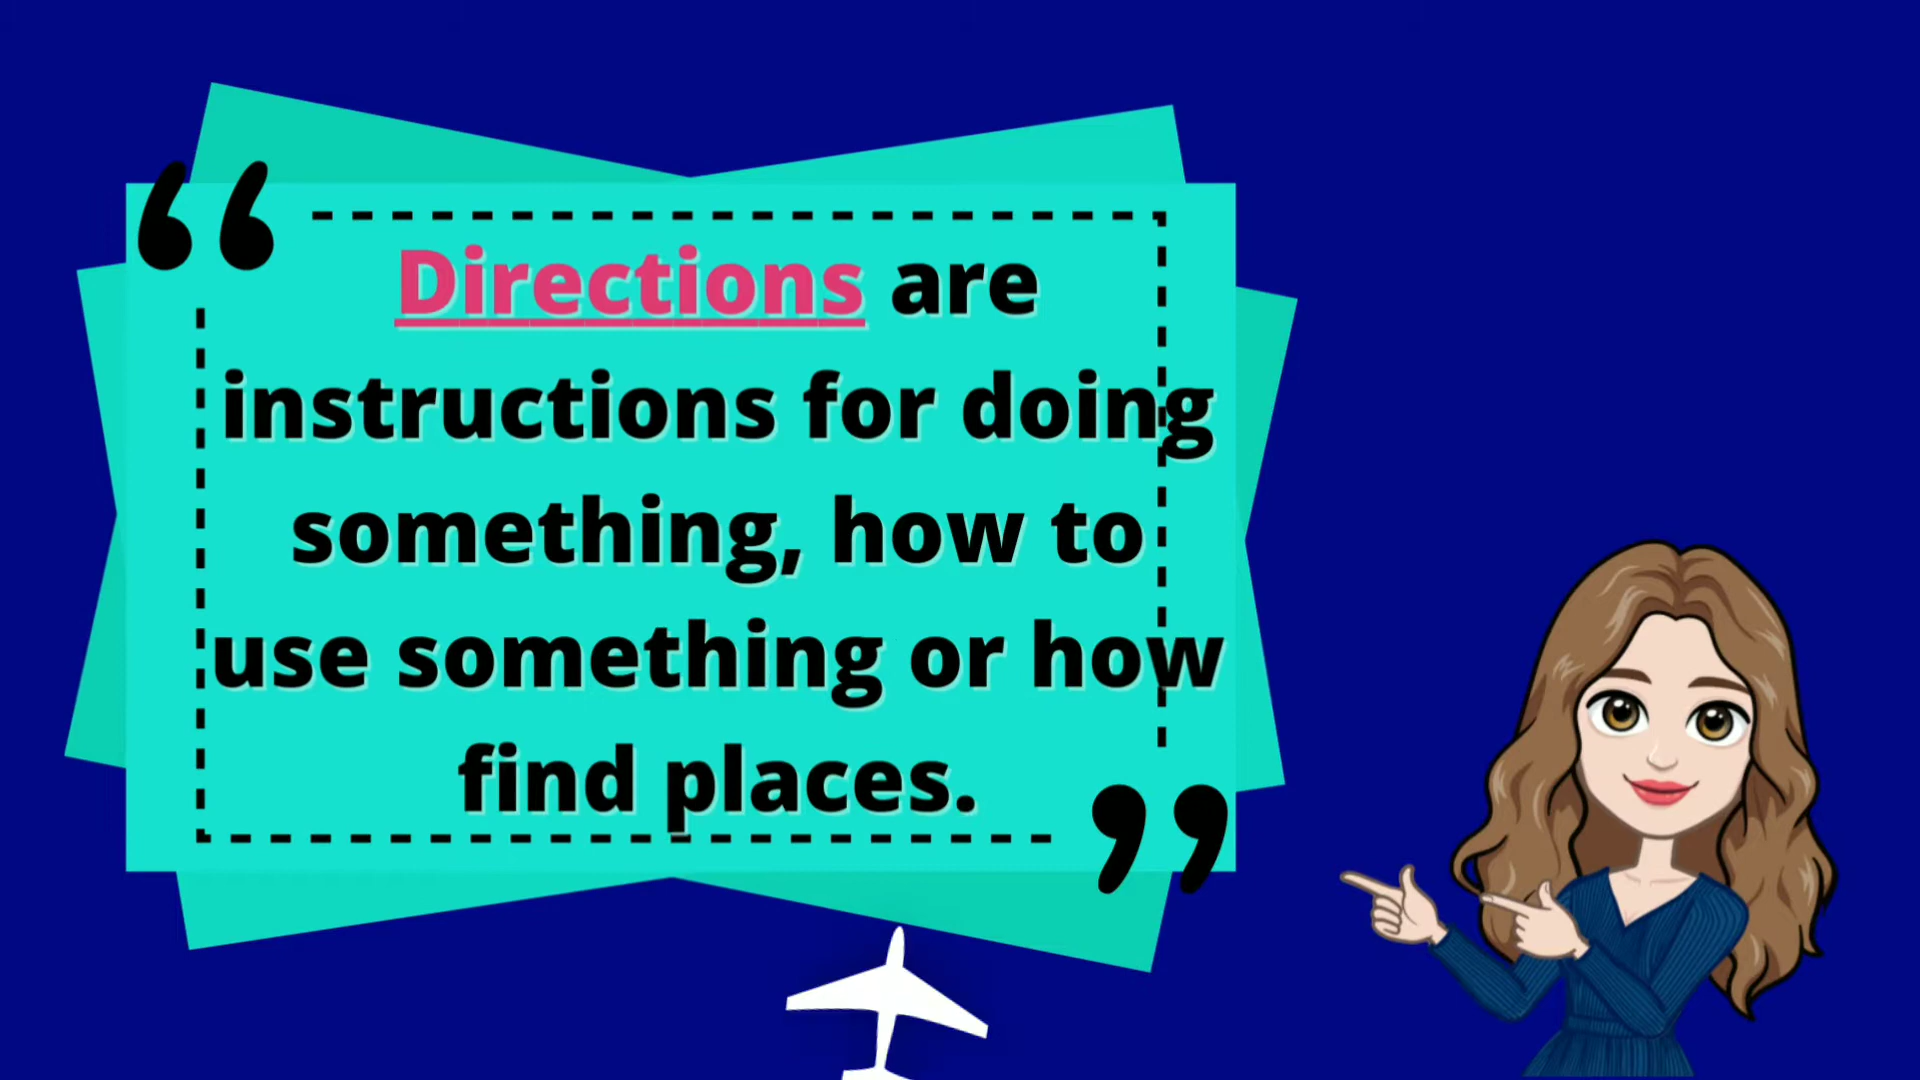 Directions are
instructions for doing
something, how to
use something or how
find places.